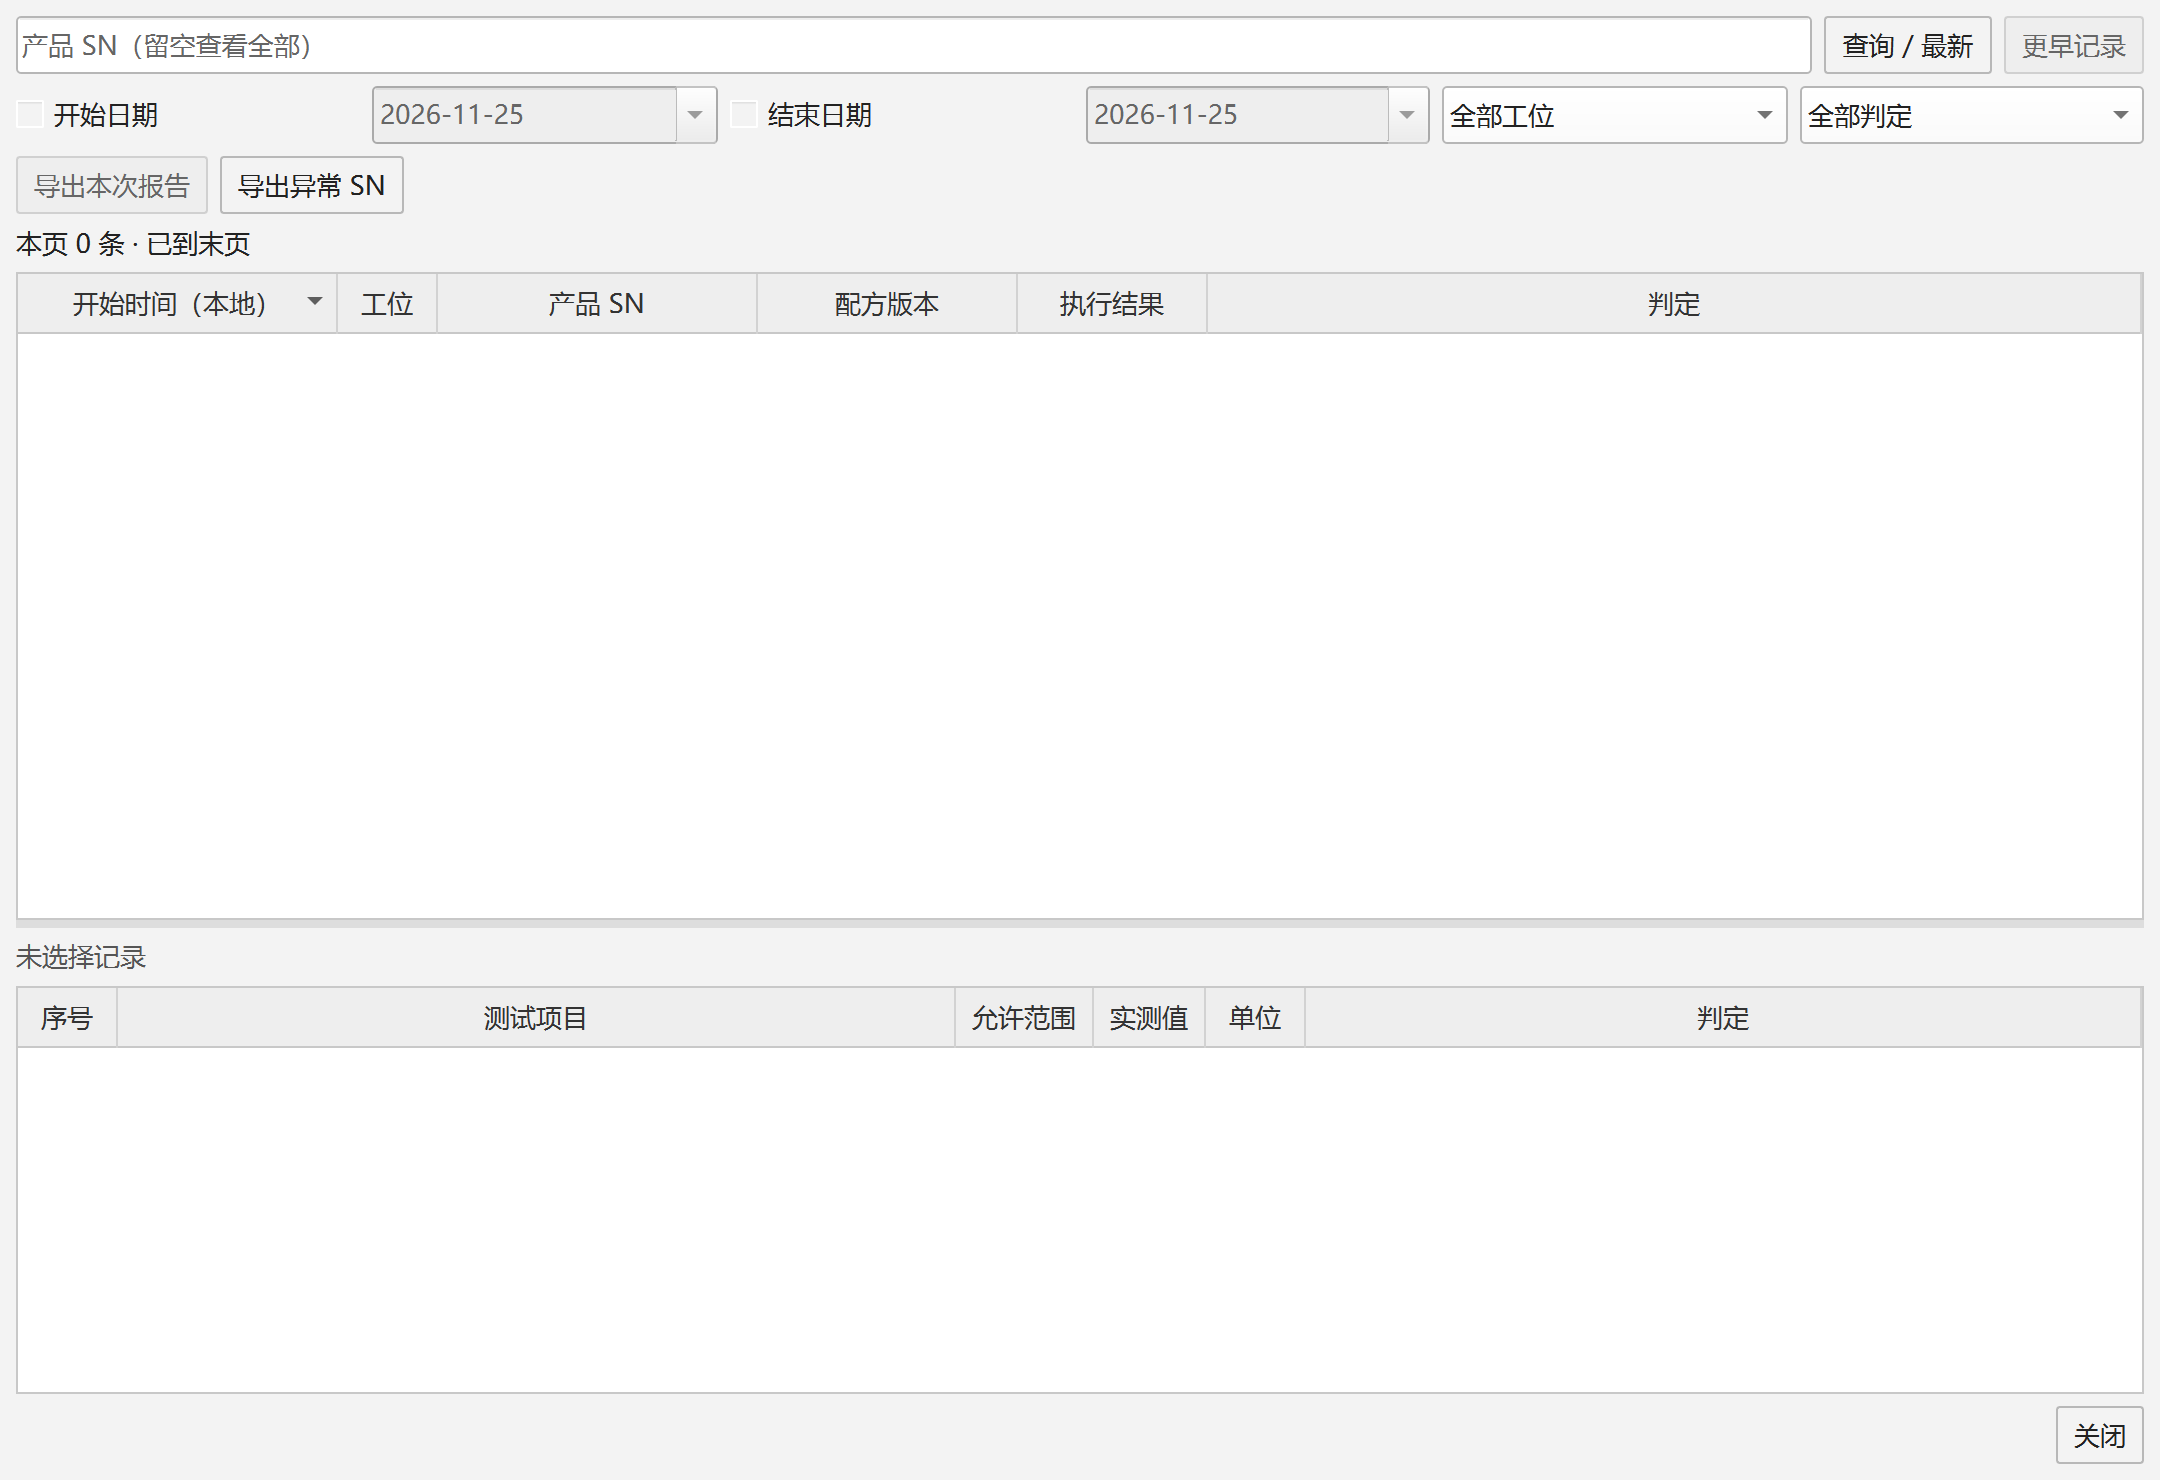 产品 SN（留空查看全部） 查询 / 最新 更早记录
开始日期 2026-11-25 结束日期 2026-11-25 全部工位 全部判定
导出本次报告 导出异常 SN
本页 0 条 · 已到末页
开始时间（本地） 工位 产品 SN 配方版本 执行结果 判定
未选择记录
序号 测试项目 允许范围 实测值 单位 判定
关闭